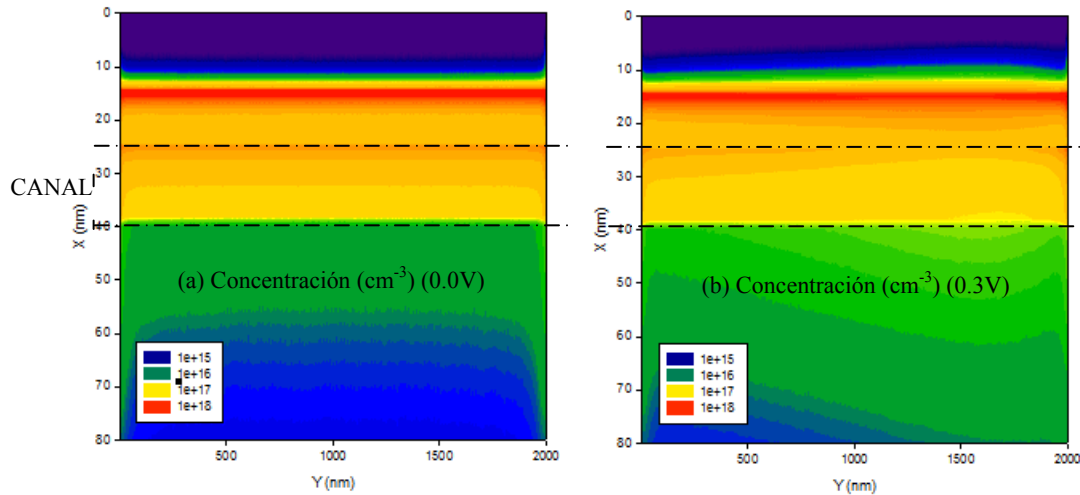 0
10
20
30
40
50
60
70
80
X (nm)
CANAL
(a) Concentración (cm-3) (0.0V)
1e+15
1e+16
1e+17
1e+18
500
1000
1500
2000
Y (nm)
0
10
20
30
40
50
60
70
80
X (nm)
(b) Concentración (cm-3) (0.3V)
1e+15
1e+16
1e+17
1e+18
500
1000
1500
2000
Y (nm)